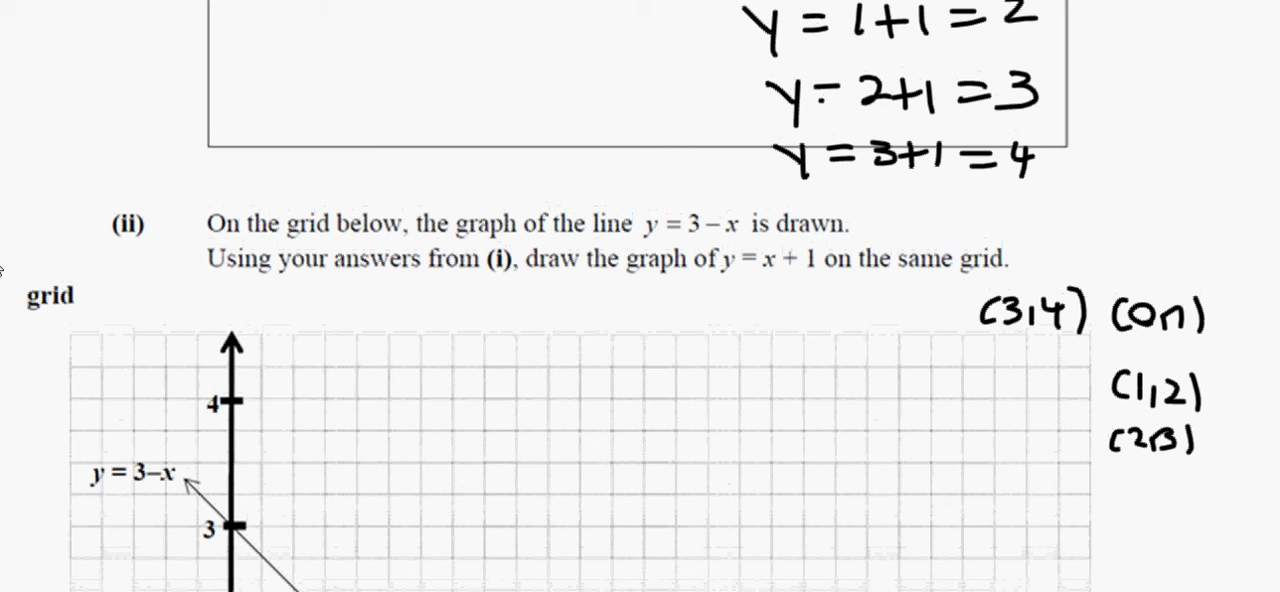 y = 1+1 = 2
y = 2+1 = 3
y = 3+1 = 4
(ii) On the grid below, the graph of the line y = 3 – x is drawn.
Using your answers from (i), draw the graph of y = x + 1 on the same grid.
grid
(3,4) (0,1)
(1,2)
(2,3)
4
y = 3–x
3